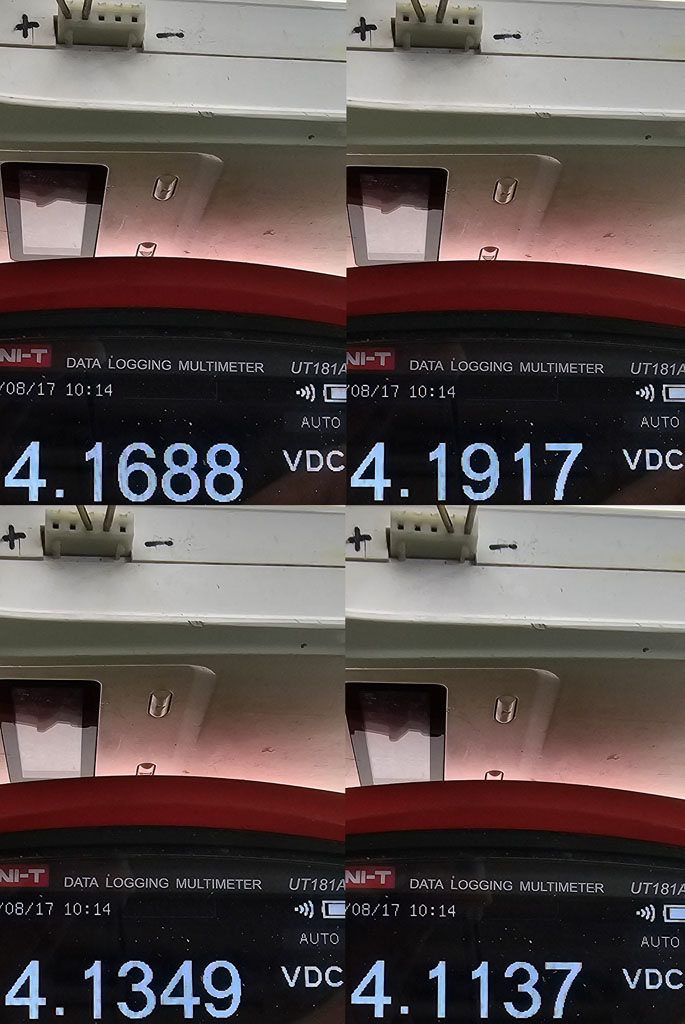 + -
NI-T DATA LOGGING MULTIMETER UT181A
/08/17 10:14
AUTO
4.1688 VDC
+ -
NI-T DATA LOGGING MULTIMETER UT181A
/08/17 10:14
AUTO
4.1917 VDC
+ -
NI-T DATA LOGGING MULTIMETER UT181A
/08/17 10:14
AUTO
4.1349 VDC
+ -
NI-T DATA LOGGING MULTIMETER UT181A
/08/17 10:14
AUTO
4.1137 VDC